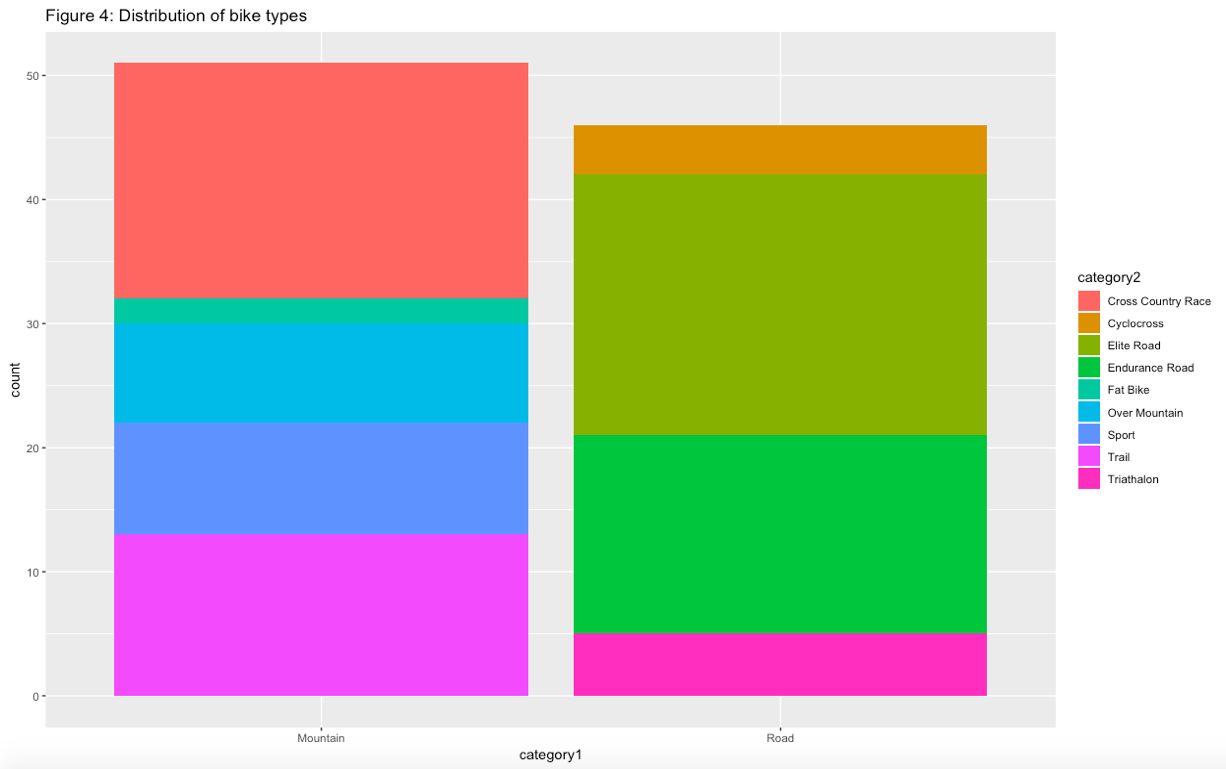 Figure 4: Distribution of bike types
50
40
30
20
10
0
count
Mountain
Road
category1
category2
Cross Country Race
Cyclocross
Elite Road
Endurance Road
Fat Bike
Over Mountain
Sport
Trail
Triathalon